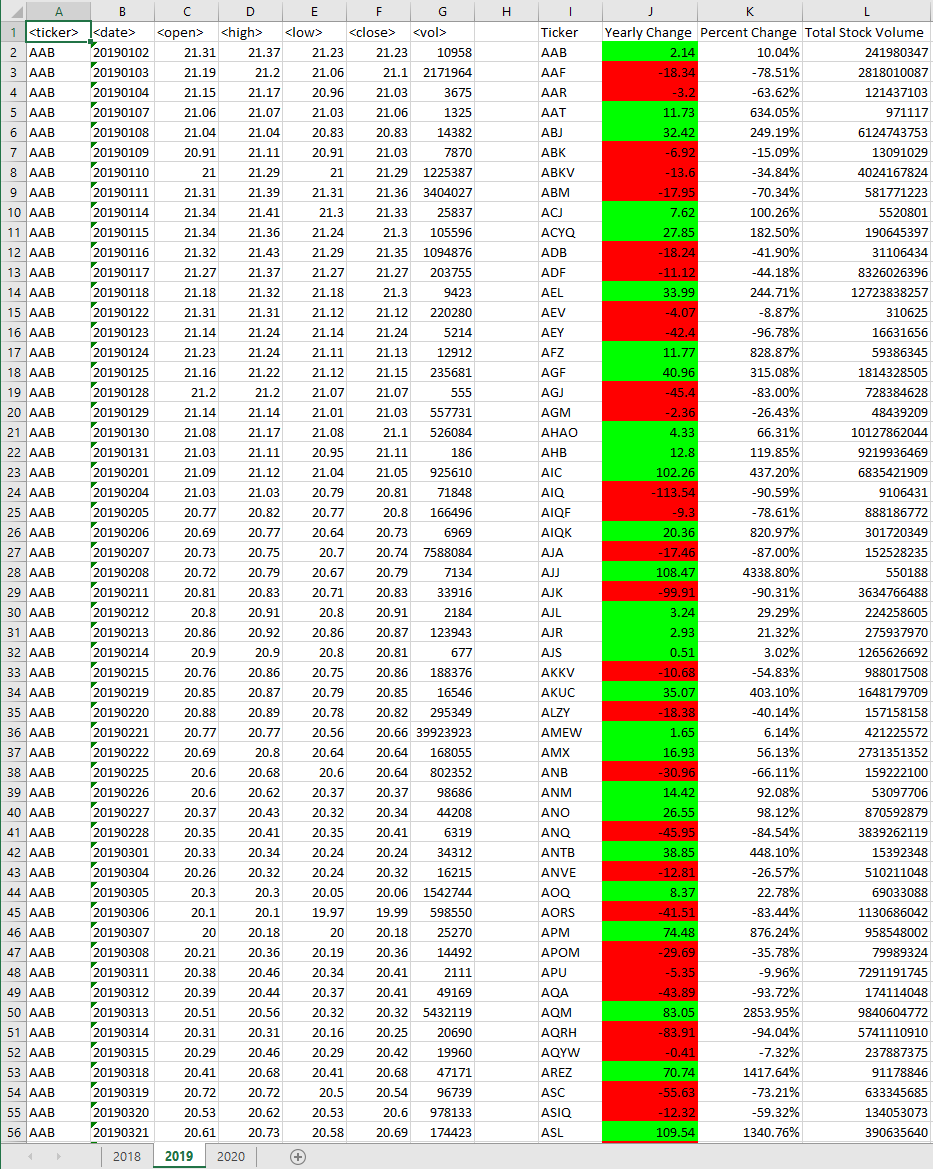 A B C D E F G H I J K L
1 <ticker> <date> <open> <high> <low> <close> <vol> Ticker Yearly Change Percent Change Total Stock Volume
2 AAB 20190102 21.31 21.37 21.23 21.23 10958 AAB 2.14 10.04% 241980347
3 AAB 20190103 21.19 21.2 21.06 21.1 2171964 AAF -18.34 -78.51% 2818010087
4 AAB 20190104 21.15 21.17 20.96 21.03 3675 AAR -3.2 -63.62% 121437103
5 AAB 20190107 21.06 21.07 21.03 21.06 1325 AAT 11.73 634.05% 971117
6 AAB 20190108 21.04 21.04 20.83 20.83 14382 ABJ 32.42 249.19% 6124743753
7 AAB 20190109 20.91 21.11 20.91 21.03 7870 ABK -6.92 -15.09% 13091029
8 AAB 20190110 21 21.29 21 21.29 1225387 ABKV -13.6 -34.84% 4024167824
9 AAB 20190111 21.31 21.39 21.31 21.36 3404027 ABM -17.95 -70.34% 581771223
10 AAB 20190114 21.34 21.41 21.3 21.33 25837 ACJ 7.62 100.26% 5520801
11 AAB 20190115 21.34 21.36 21.24 21.3 105596 ACYQ 27.85 182.50% 190645397
12 AAB 20190116 21.32 21.43 21.29 21.35 1094876 ADB -18.24 -41.90% 31106434
13 AAB 20190117 21.27 21.37 21.27 21.27 203755 ADF -11.12 -44.18% 8326026396
14 AAB 20190118 21.18 21.32 21.18 21.3 9423 AEL 33.99 244.71% 12723838257
15 AAB 20190122 21.31 21.31 21.12 21.12 220280 AEV -4.07 -8.87% 310625
16 AAB 20190123 21.14 21.24 21.14 21.24 5214 AEY -42.4 -96.78% 16631656
17 AAB 20190124 21.23 21.24 21.11 21.13 12912 AFZ 11.77 828.87% 59386345
18 AAB 20190125 21.16 21.22 21.12 21.15 235681 AGF 40.96 315.08% 1814328505
19 AAB 20190128 21.2 21.2 21.07 21.07 555 AGJ -45.4 -83.00% 728384628
20 AAB 20190129 21.14 21.14 21.01 21.03 557731 AGM -2.36 -26.43% 48439209
21 AAB 20190130 21.08 21.17 21.08 21.1 526084 AHAO 4.33 66.31% 10127862044
22 AAB 20190131 21.03 21.11 20.95 21.11 186 AHB 12.8 119.85% 9219936469
23 AAB 20190201 21.09 21.12 21.04 21.05 925610 AIC 102.26 437.20% 6835421909
24 AAB 20190204 21.03 21.03 20.79 20.81 71848 AIQ -113.54 -90.59% 9106431
25 AAB 20190205 20.77 20.82 20.77 20.8 166496 AIQF -9.3 -78.61% 888186772
26 AAB 20190206 20.69 20.77 20.64 20.73 6969 AIQK 20.36 820.97% 301720349
27 AAB 20190207 20.73 20.75 20.7 20.74 7588084 AJA -17.46 -87.00% 152528235
28 AAB 20190208 20.72 20.79 20.67 20.79 7134 AJJ 108.47 4338.80% 550188
29 AAB 20190211 20.81 20.83 20.71 20.83 33916 AJK -99.91 -90.31% 3634766488
30 AAB 20190212 20.8 20.91 20.8 20.91 2184 AJL 3.24 29.29% 224258605
31 AAB 20190213 20.86 20.92 20.86 20.87 123943 AJR 2.93 21.32% 275937970
32 AAB 20190214 20.9 20.9 20.8 20.81 677 AJS 0.51 3.02% 1265626692
33 AAB 20190215 20.76 20.86 20.75 20.86 188376 AKKV -10.68 -54.83% 988017508
34 AAB 20190219 20.85 20.87 20.79 20.85 16546 AKUC 35.07 403.10% 1648179709
35 AAB 20190220 20.88 20.89 20.78 20.82 295349 ALZY -18.38 -40.14% 157158158
36 AAB 20190221 20.77 20.77 20.56 20.66 39923923 AMEW 1.65 6.14% 421225572
37 AAB 20190222 20.69 20.8 20.64 20.64 168055 AMX 16.93 56.13% 2731351352
38 AAB 20190225 20.6 20.68 20.6 20.64 802352 ANB -30.96 -66.11% 159222100
39 AAB 20190226 20.6 20.62 20.37 20.37 98686 ANM 14.42 92.08% 53097706
40 AAB 20190227 20.37 20.43 20.32 20.34 44208 ANO 26.55 98.12% 870592879
41 AAB 20190228 20.35 20.41 20.35 20.41 6319 ANQ -45.95 -84.54% 3839262119
42 AAB 20190301 20.33 20.34 20.24 20.24 34312 ANTB 38.85 448.10% 15392348
43 AAB 20190304 20.26 20.32 20.24 20.32 16215 ANVE -12.81 -26.57% 510211048
44 AAB 20190305 20.3 20.3 20.05 20.06 1542744 AOQ 8.37 22.78% 69033088
45 AAB 20190306 20.1 20.1 19.97 19.99 598550 AORS -41.51 -83.44% 1130686042
46 AAB 20190307 20 20.18 20 20.18 25270 APM 74.48 876.24% 958548002
47 AAB 20190308 20.21 20.36 20.19 20.36 14492 APOM -29.69 -35.78% 79989324
48 AAB 20190311 20.38 20.46 20.34 20.41 2111 APU -5.35 -9.96% 7291191745
49 AAB 20190312 20.39 20.44 20.37 20.41 49169 AQA -43.89 -93.72% 174114048
50 AAB 20190313 20.51 20.56 20.32 20.32 5432119 AQM 83.05 2853.95% 9840604772
51 AAB 20190314 20.31 20.31 20.16 20.25 20690 AQRH -83.91 -94.04% 5741110910
52 AAB 20190315 20.29 20.46 20.29 20.42 19960 AQYW -0.41 -7.32% 237887375
53 AAB 20190318 20.41 20.68 20.41 20.68 47171 AREZ 70.74 1417.64% 91178846
54 AAB 20190319 20.72 20.72 20.5 20.54 96739 ASC -55.63 -73.21% 633345685
55 AAB 20190320 20.53 20.62 20.53 20.6 978133 ASIQ -12.32 -59.32% 134053073
56 AAB 20190321 20.61 20.73 20.58 20.69 174423 ASL 109.54 1340.76% 390635640
2018 2019 2020